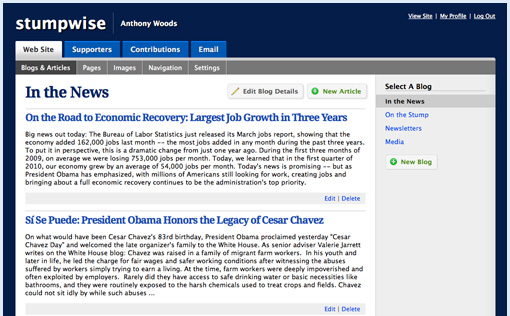 stumpwise
Anthony Woods
View Site | My Profile | Log Out
Web Site
Supporters
Contributions
Email
Blogs & Articles
Pages
Images
Navigation
Settings
In the News
Edit Blog Details
New Article
On the Road to Economic Recovery: Largest Job Growth in Three Years
Big news out today: The Bureau of Labor Statistics just released its March jobs report, showing that the
economy added 162,000 jobs last month -- the most jobs added in any month during the past three years.
To put it in perspective, this is a dramatic change from just one year ago. During the first three months of
2009, on average we were losing 753,000 jobs per month. Today, we learned that in the first quarter of
2010, our economy grew by an average of 54,000 jobs per month. Today's news is promising -- but as
President Obama has emphasized, with millions of Americans still looking for work, creating jobs and
bringing about a full economic recovery continues to be the administration's top priority.
Edit | Delete
Sí Se Puede: President Obama Honors the Legacy of Cesar Chavez
On what would have been Cesar Chavez's 83rd birthday, President Obama proclaimed yesterday "Cesar
Chavez Day" and welcomed the late organizer's family to the White House. As senior adviser Valerie Jarrett
writes on the White House blog: Chavez was raised in a family of migrant farm workers. In his youth and
later in life, he led the charge for fair wages and safer working conditions after witnessing the abuses
suffered by workers simply trying to earn a living. At the time, farm workers were deeply impoverished and
often exploited by employers. Rarely did they have access to safe drinking water or basic necessities like
bathrooms, and they were routinely exposed to the harsh chemicals used to treat crops and fields. Chavez
could not sit idly by while such abuses ...
Edit | Delete
Select A Blog
In the News
On the Stump
Newsletters
Media
New Blog